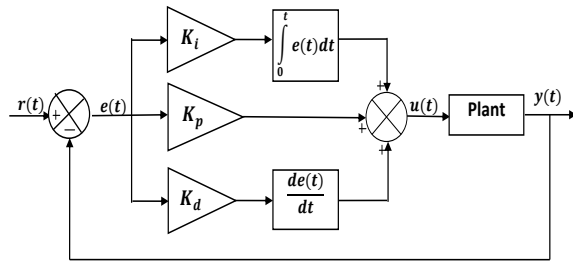 K_i
∫_0^t e(t)dt
+
r(t)
+
−
e(t)
K_p
+
u(t)
Plant
y(t)
+
K_d
de(t)/dt